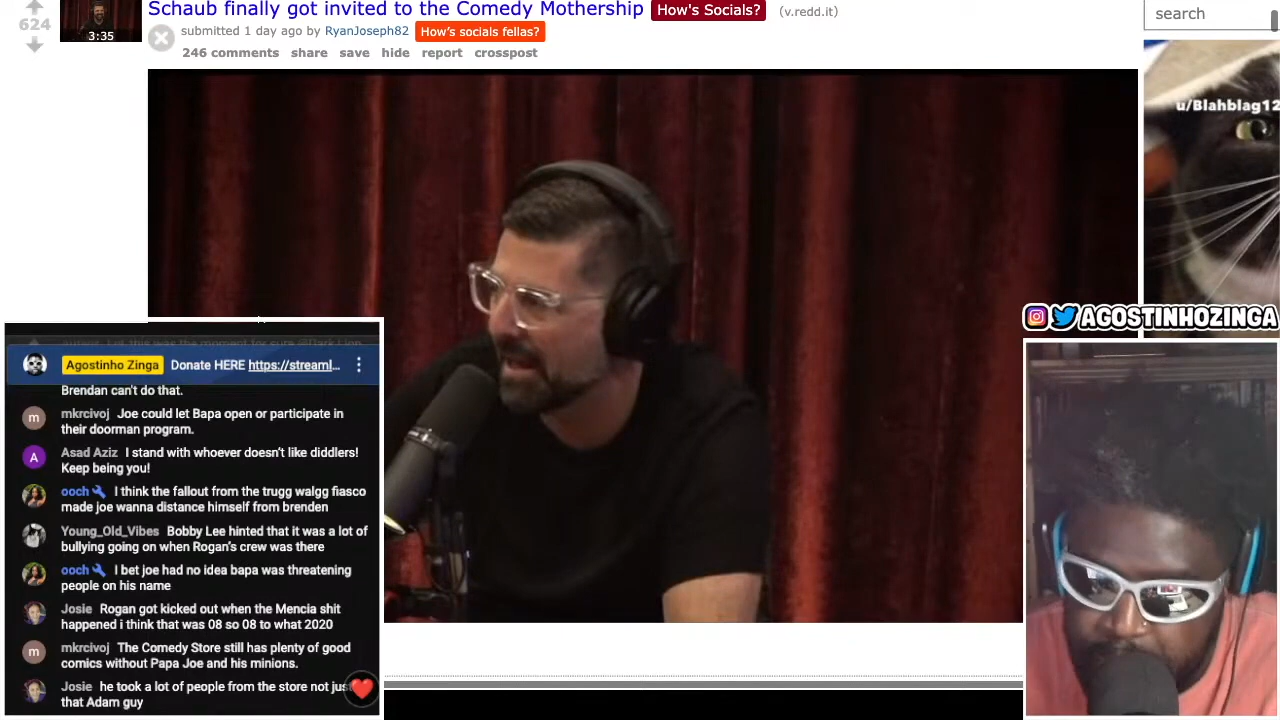 Schaub finally got invited to the Comedy Mothership How's Socials? (v.redd.it)
624
3:35
submitted 1 day ago by RyanJoseph82 How's socials fellas?
246 comments share save hide report crosspost
search
u/Blahblag12
AGOSTINHOZINGA
Agostinho Zinga Donate HERE https://streaml...
Brendan can't do that.
mkrcivoj Joe could let Bapa open or participate in
their doorman program.
A Asad Aziz I stand with whoever doesn't like diddlers!
Keep being you!
ooch I think the fallout from the trugg walgg fiasco
made joe wanna distance himself from brenden
Young_Old_Vibes Bobby Lee hinted that it was a lot of
bullying going on when Rogan's crew was there
ooch I bet joe had no idea bapa was threatening
people on his name
Josie Rogan got kicked out when the Mencia shit
happened i think that was 08 so 08 to what 2020
m mkrcivoj The Comedy Store still has plenty of good
comics without Papa Joe and his minions.
Josie he took a lot of people from the store not just
that Adam guy